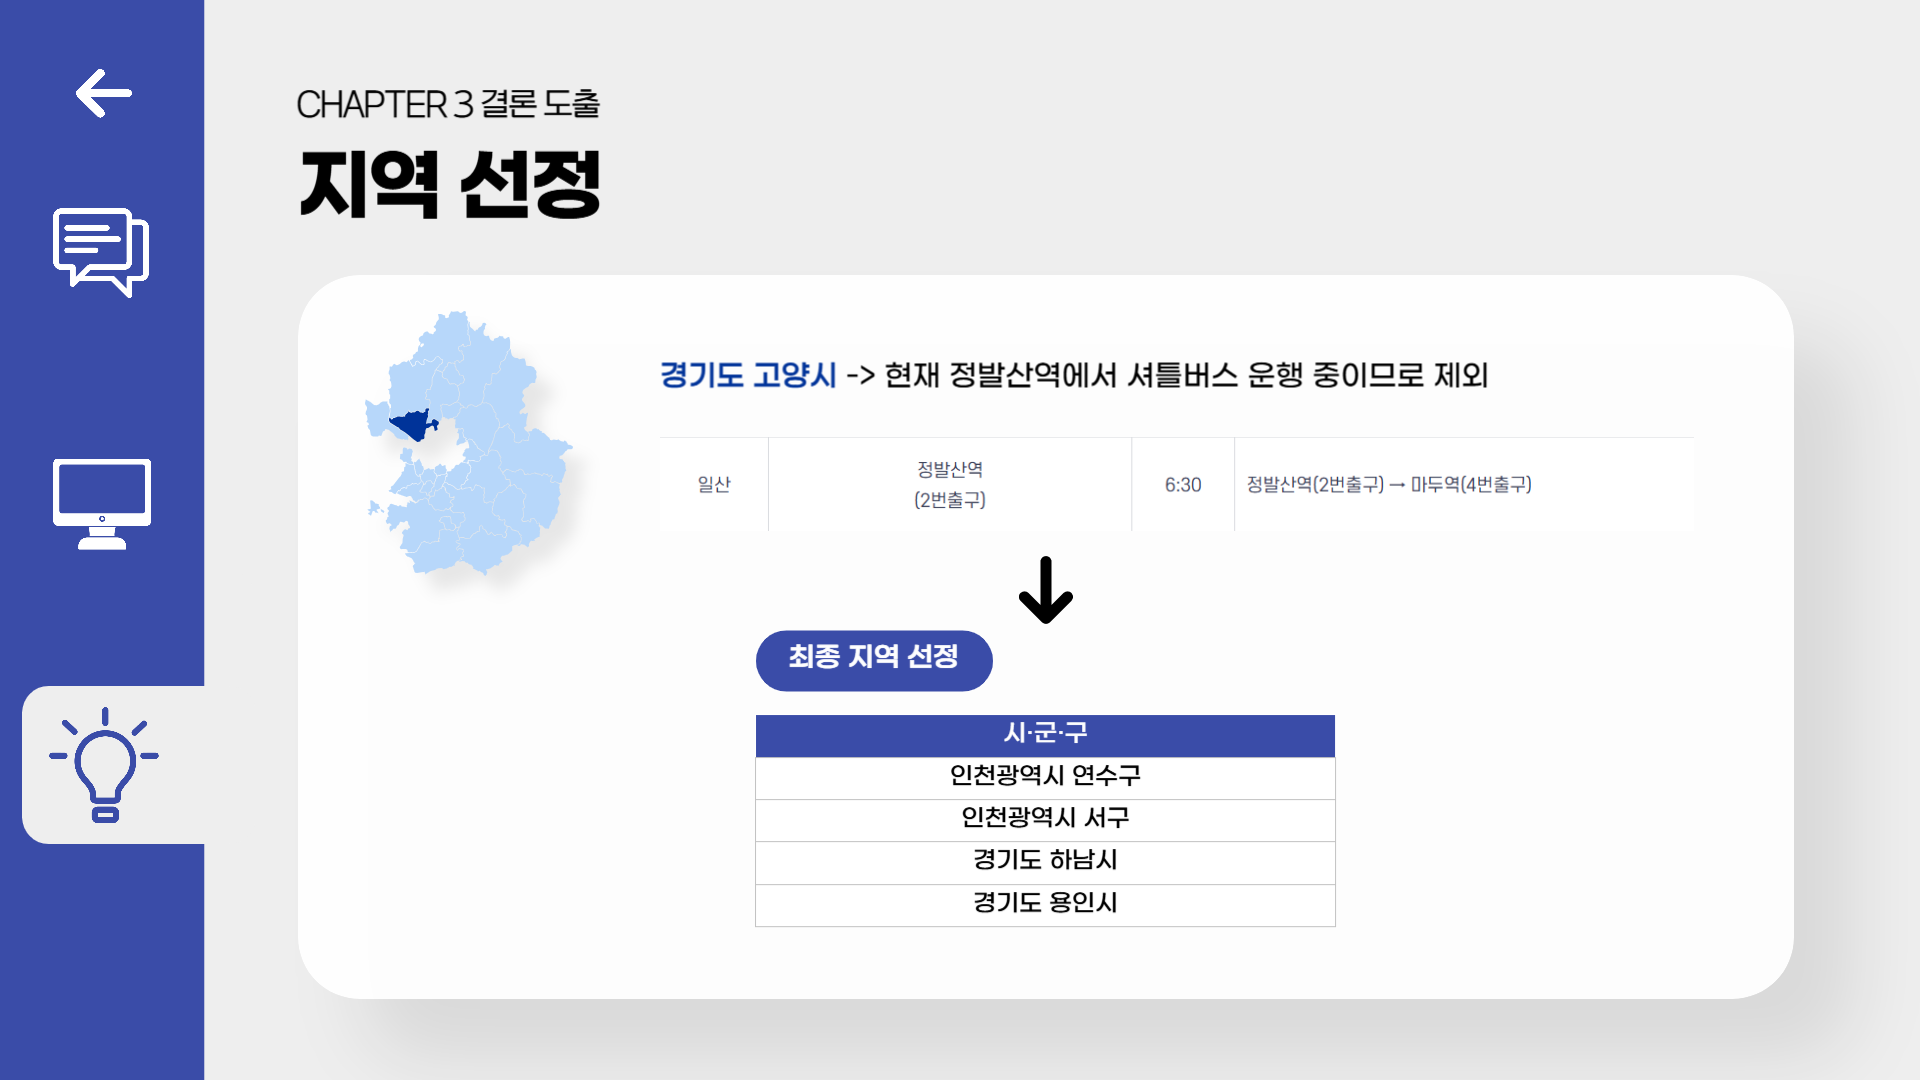 CHAPTER 3 결론 도출
지역 선정
경기도 고양시 -> 현재 정발산역에서 셔틀버스 운행 중이므로 제외
일산
정발산역
(2번출구)
6:30
정발산역(2번출구) → 마두역(4번출구)
최종 지역 선정
시·군·구
인천광역시 연수구
인천광역시 서구
경기도 하남시
경기도 용인시